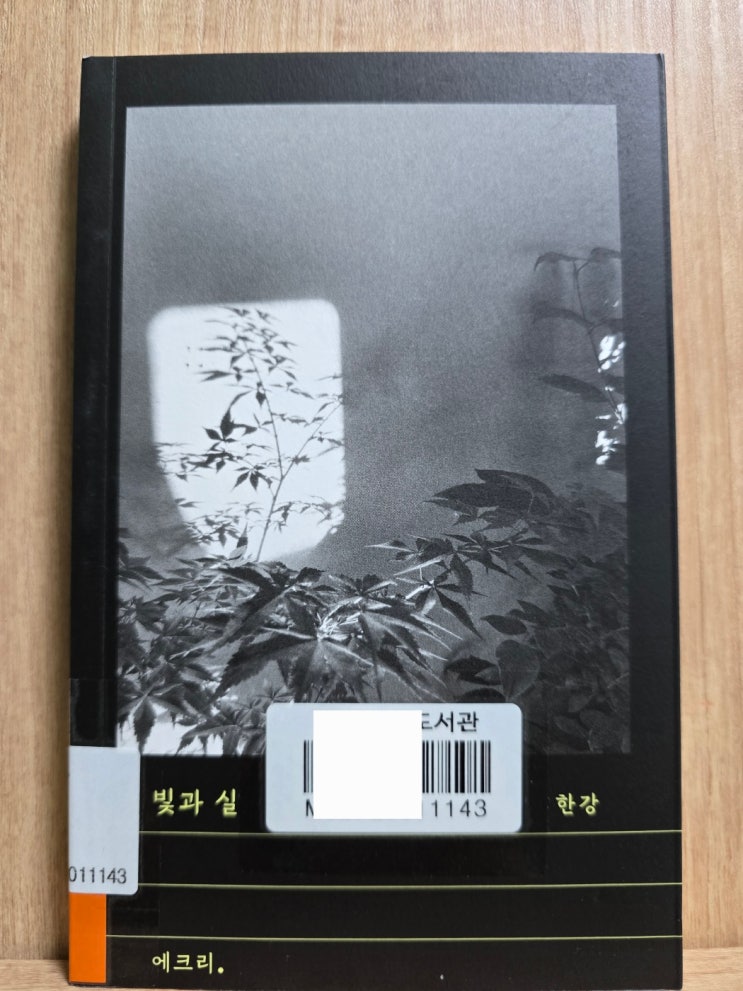 도서관
1143
빛과 실
한강
011143
에크리.